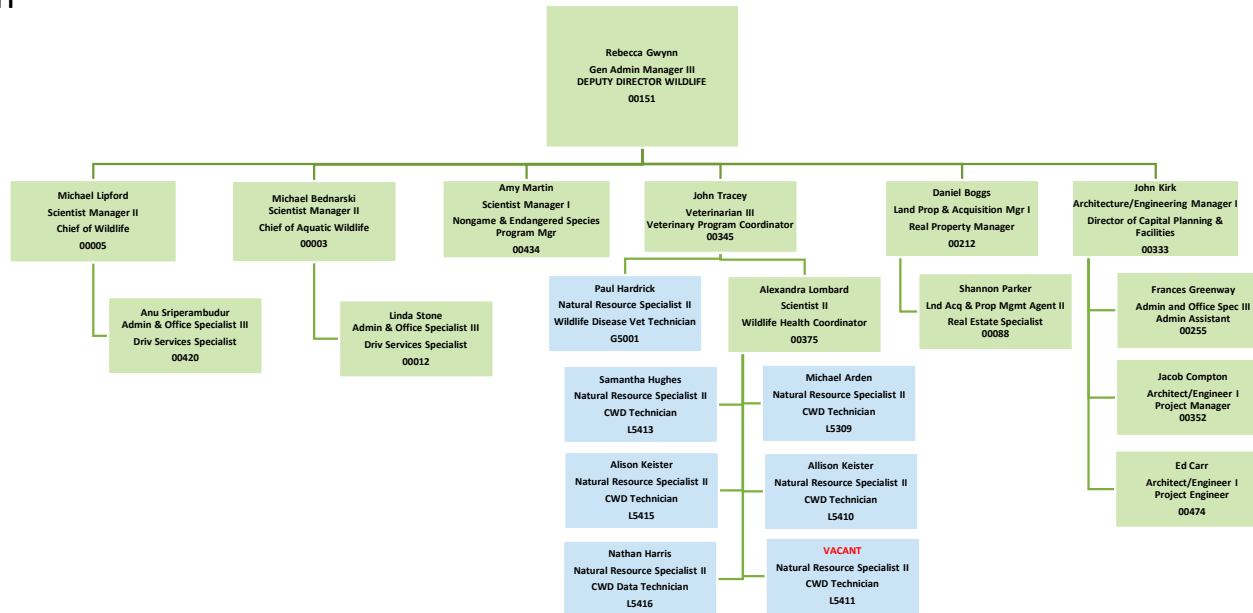 Rebecca Gwynn
Gen Admin Manager III
DEPUTY DIRECTOR WILDLIFE
00151
Michael Lipford
Scientist Manager II
Chief of Wildlife
00005
Michael Bednarski
Scientist Manager II
Chief of Aquatic Wildlife
00003
Amy Martin
Scientist Manager I
Nongame & Endangered Species
Program Mgr
00434
John Tracey
Veterinarian III
Veterinary Program Coordinator
00345
Daniel Boggs
Land Prop & Acquisition Mgr I
Real Property Manager
00212
John Kirk
Architecture/Engineering Manager I
Director of Capital Planning &
Facilities
00333
Anu Sriperambudur
Admin & Office Specialist III
Driv Services Specialist
00420
Linda Stone
Admin & Office Specialist III
Driv Services Specialist
00012
Paul Hardrick
Natural Resource Specialist II
Wildlife Disease Vet Technician
G5001
Alexandra Lombard
Scientist II
Wildlife Health Coordinator
00375
Shannon Parker
Lnd Acq & Prop Mgmt Agent II
Real Estate Specialist
00088
Frances Greenway
Admin and Office Spec III
Admin Assistant
00255
Samantha Hughes
Natural Resource Specialist II
CWD Technician
L5413
Michael Arden
Natural Resource Specialist II
CWD Technician
L5309
Jacob Compton
Architect/Engineer I
Project Manager
00352
Alison Keister
Natural Resource Specialist II
CWD Technician
L5415
Allison Keister
Natural Resource Specialist II
CWD Technician
L5410
Ed Carr
Architect/Engineer I
Project Engineer
00474
Nathan Harris
Natural Resource Specialist II
CWD Data Technician
L5416
VACANT
Natural Resource Specialist II
CWD Technician
L5411